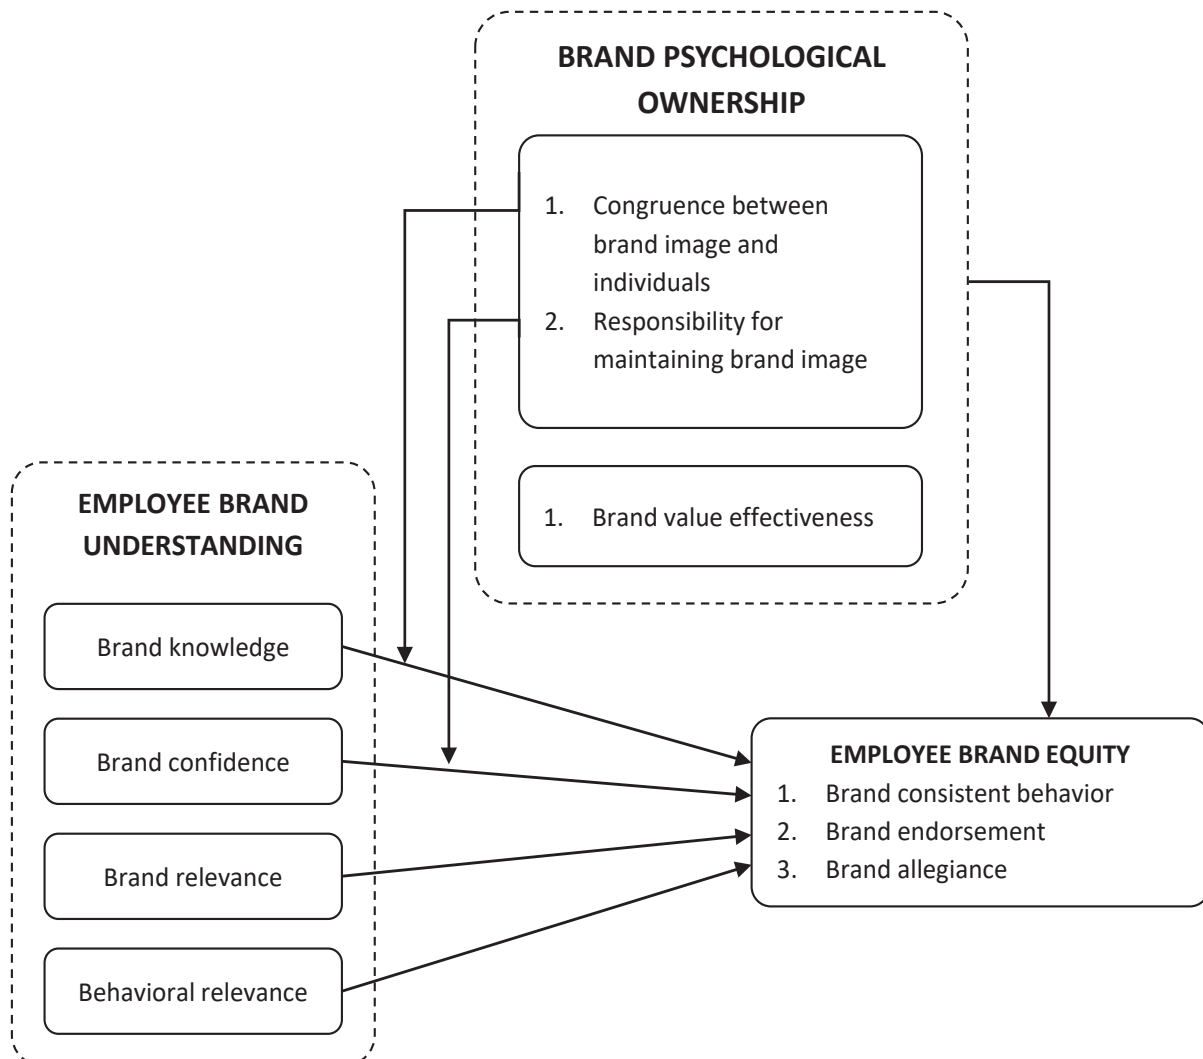 BRAND PSYCHOLOGICAL
OWNERSHIP
1. Congruence between
brand image and
individuals
2. Responsibility for
maintaining brand image
1. Brand value effectiveness
EMPLOYEE BRAND
UNDERSTANDING
Brand knowledge
Brand confidence
Brand relevance
Behavioral relevance
EMPLOYEE BRAND EQUITY
1. Brand consistent behavior
2. Brand endorsement
3. Brand allegiance